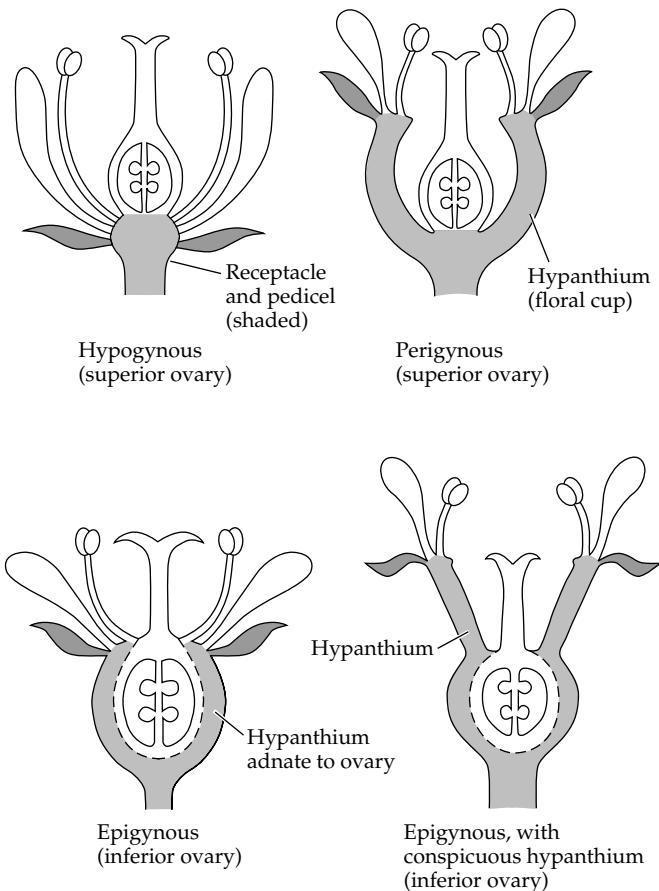 Receptacle
and pedicel
(shaded)
Hypogynous
(superior ovary)
Hypanthium
(floral cup)
Perigynous
(superior ovary)
Hypanthium
adnate to ovary
Epigynous
(inferior ovary)
Hypanthium
Epigynous, with
conspicuous hypanthium
(inferior ovary)